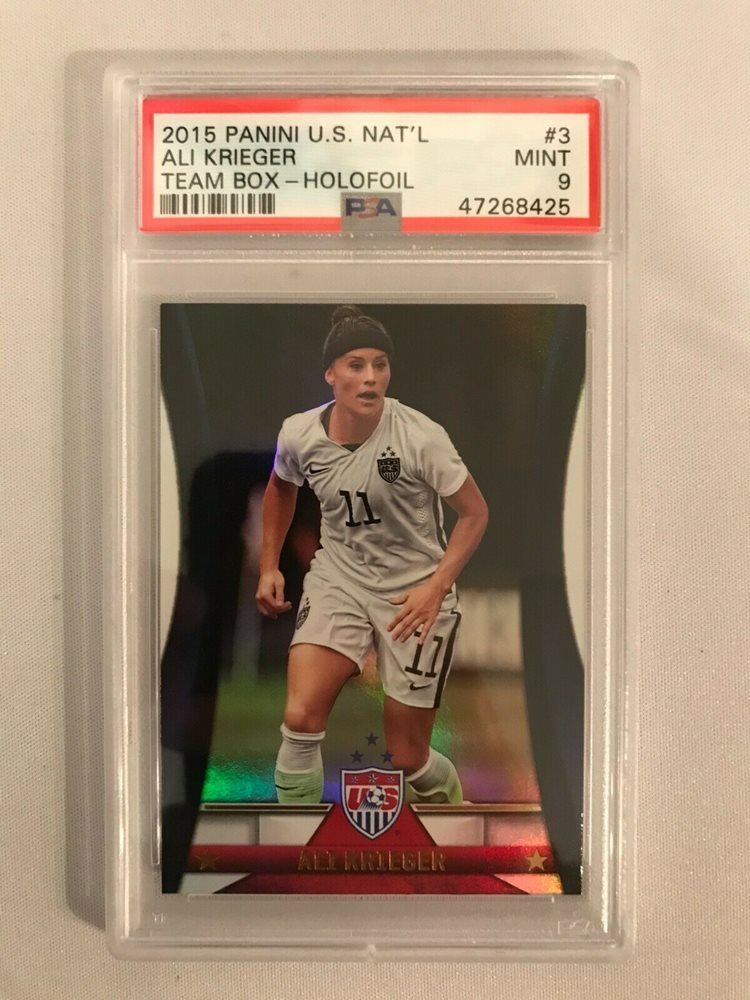 2015 PANINI U.S. NAT'L #3
ALI KRIEGER MINT
TEAM BOX – HOLOFOIL 9
PSA 47268425
11
11
US
ALI KRIEGER